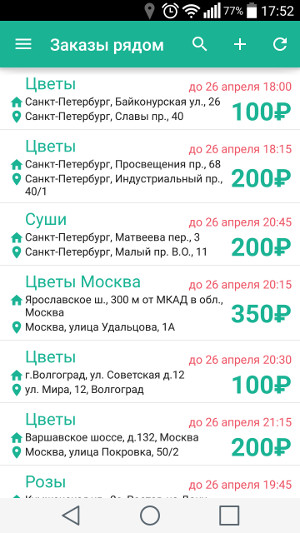 77% 17:52
Заказы рядом
Цветы
до 26 апреля 18:00
Санкт-Петербург, Байконурская ул., 26
Санкт-Петербург, Славы пр., 40
100₽
Цветы
до 26 апреля 18:15
Санкт-Петербург, Просвещения пр., 68
Санкт-Петербург, Индустриальный пр.,
40/1
200₽
Суши
до 26 апреля 20:45
Санкт-Петербург, Матвеева пер., 3
Санкт-Петербург, Малый пр. В.О., 11
200₽
Цветы Москва
до 26 апреля 20:15
Ярославское ш., 300 м от МКАД в обл.,
Москва
Москва, улица Удальцова, 1А
350₽
Цветы
до 26 апреля 20:30
г.Волгоград, ул. Советская д.12
ул. Мира, 12, Волгоград
100₽
Цветы
до 26 апреля 21:15
Варшавское шоссе, д.132, Москва
Москва, улица Покровка, 50/2
200₽
Розы
до 26 апреля 19:45